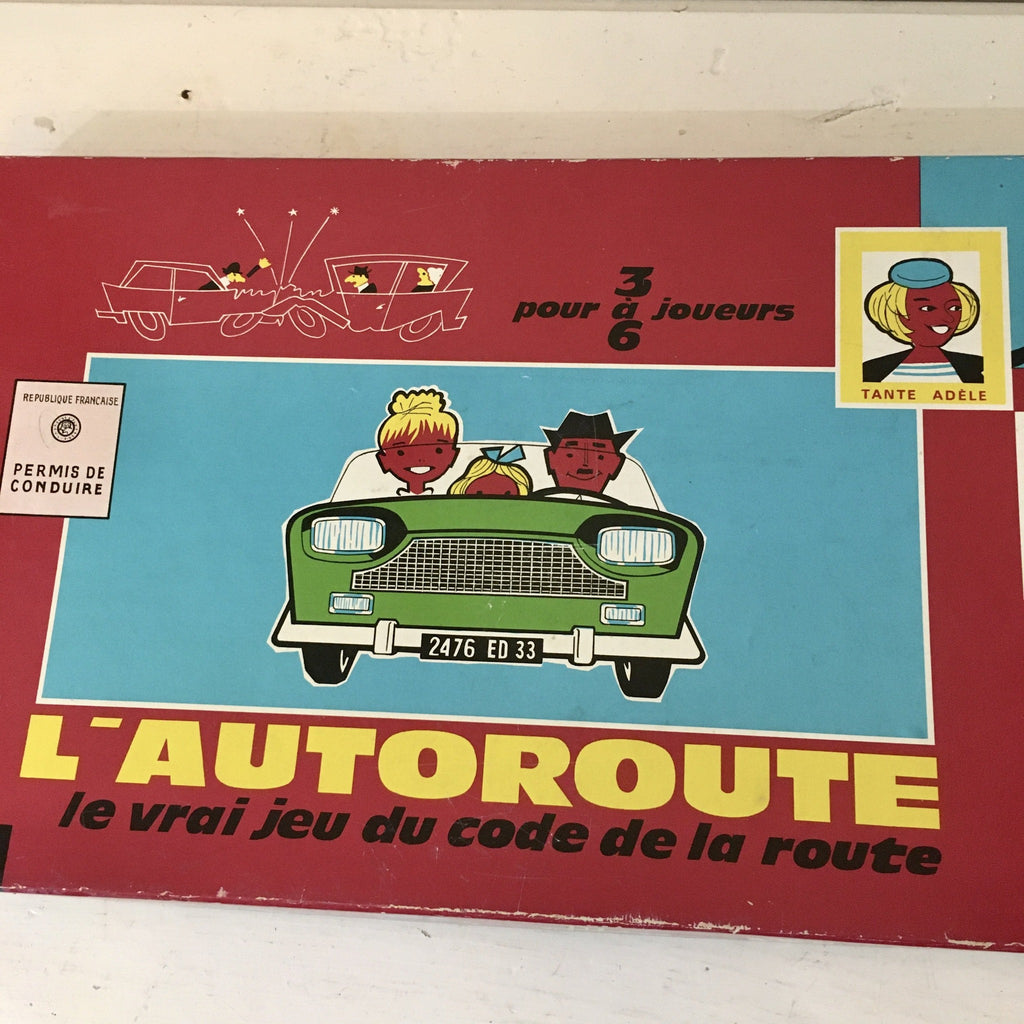 pour 3 à 6 joueurs
TANTE ADÈLE
REPUBLIQUE FRANCAISE
PERMIS DE
CONDUIRE
2476 ED 33
L'AUTOROUTE
le vrai jeu du code de la route